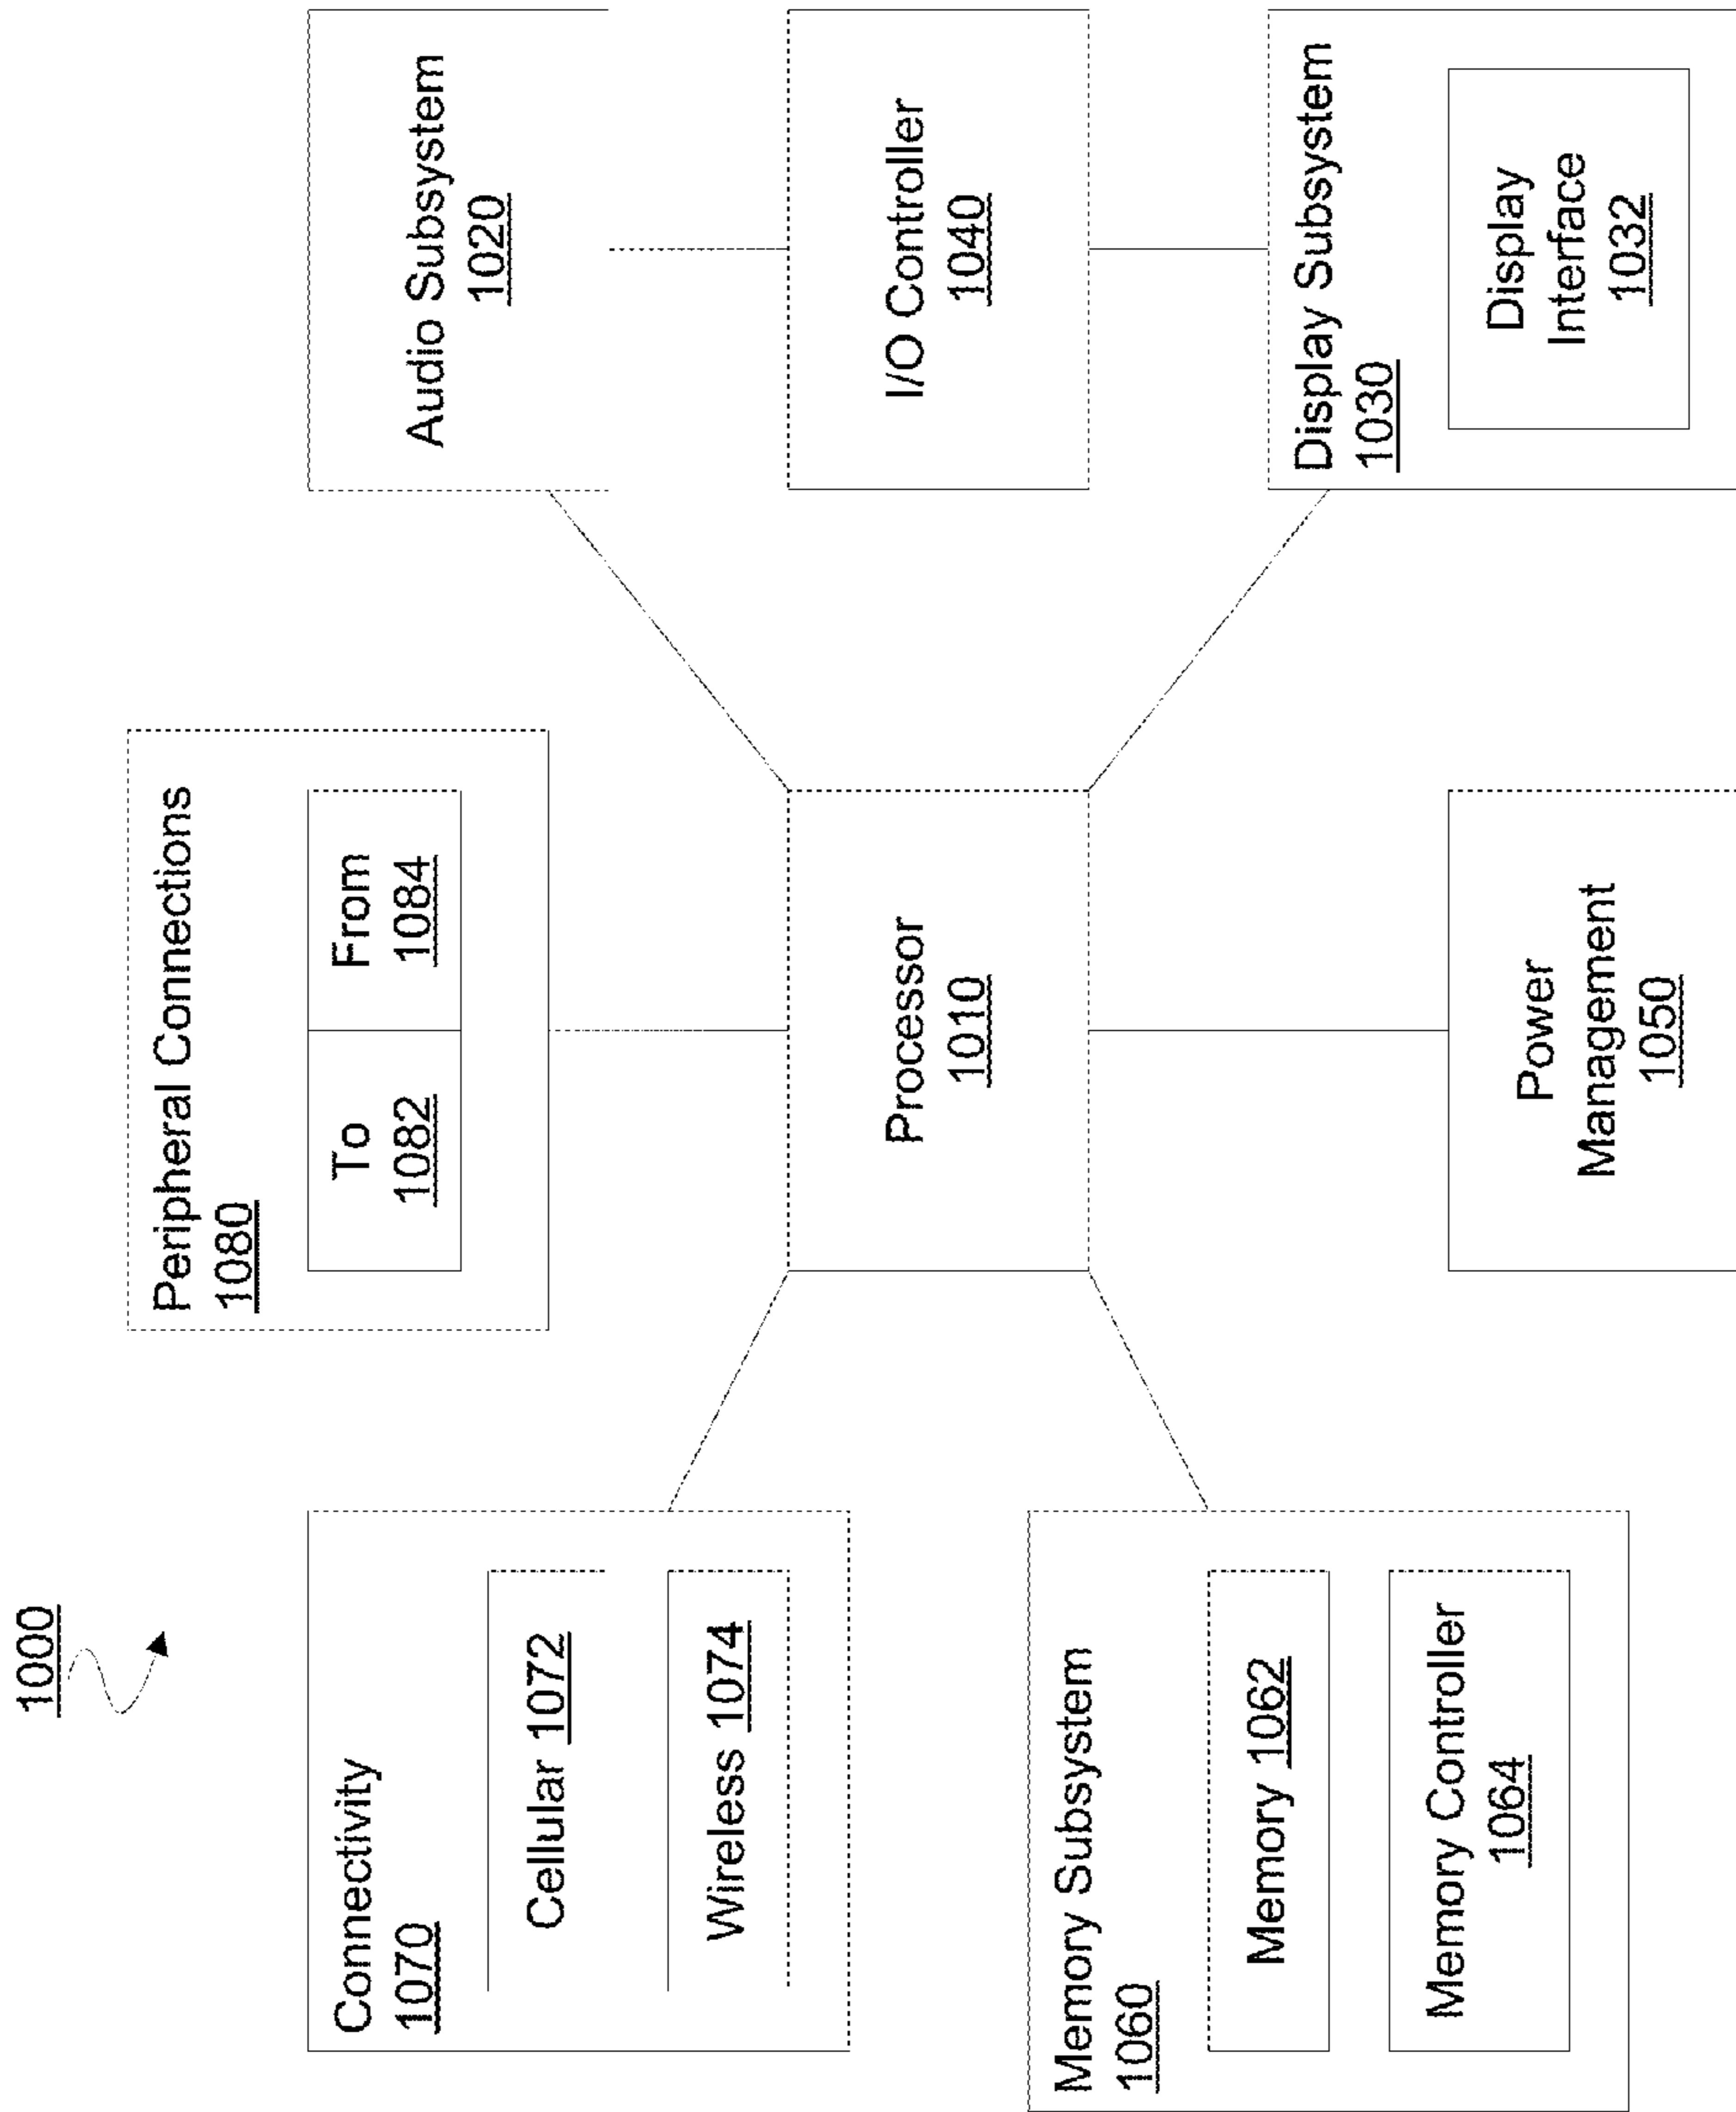 1000
Peripheral Connections
1080
To
1082
From
1084
Connectivity
1070
Cellular 1072
Wireless 1074
Audio Subsystem
1020
Processor
1010
I/O Controller
1040
Memory Subsystem
1060
Memory 1062
Memory Controller
1064
Power
Management
1050
Display Subsystem
1030
Display
Interface
1032